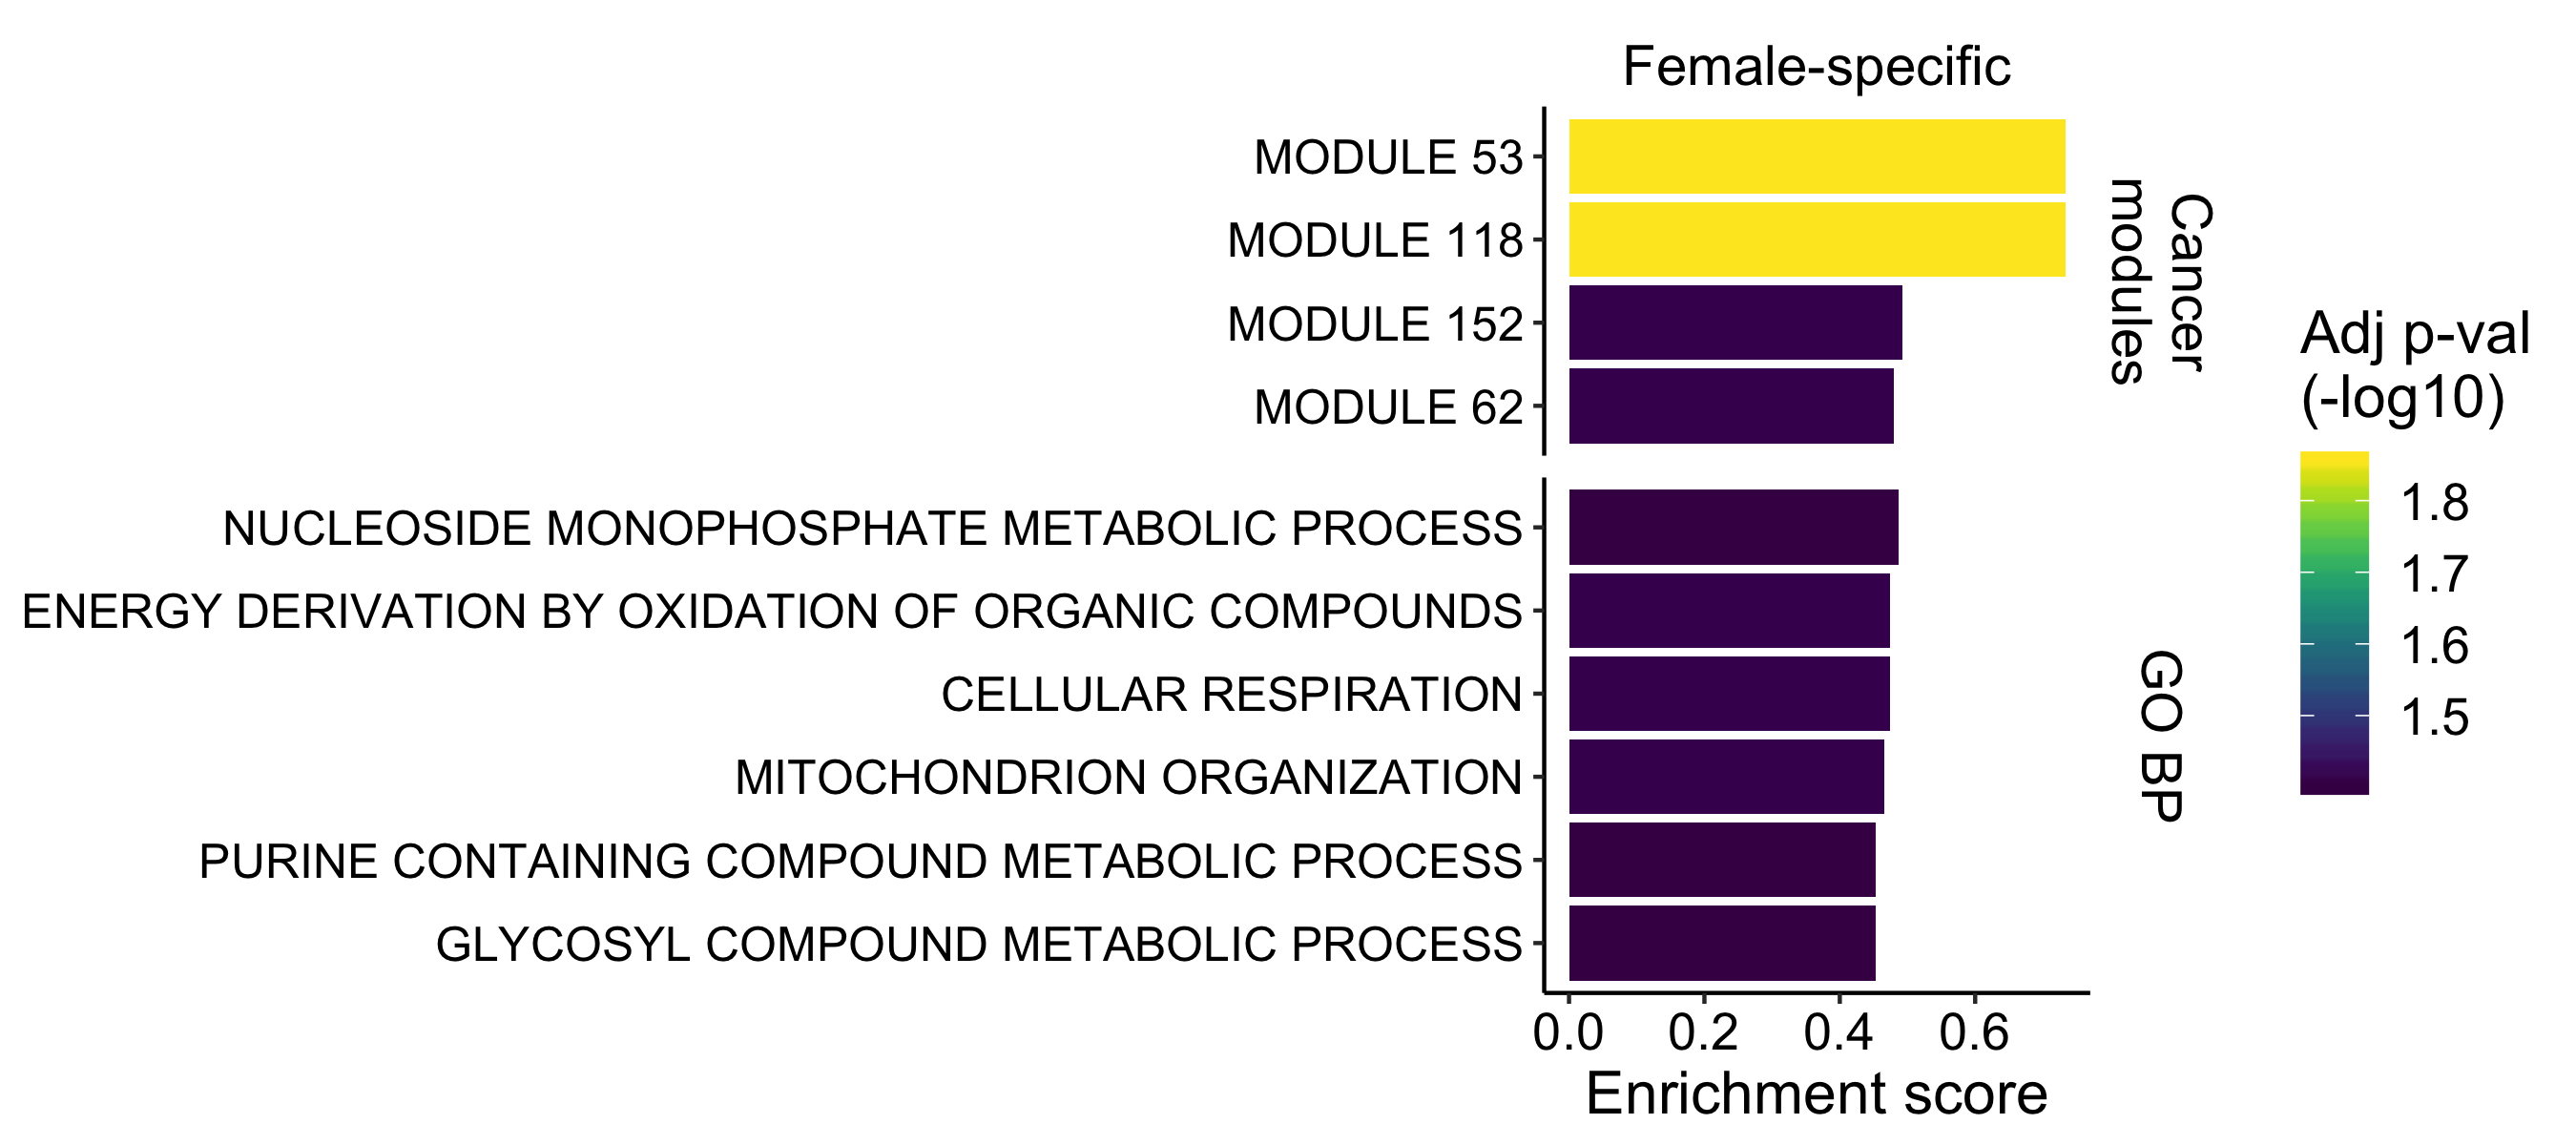 Female-specific
MODULE 53
MODULE 118
MODULE 152
MODULE 62
Cancer
modules
NUCLEOSIDE MONOPHOSPHATE METABOLIC PROCESS
ENERGY DERIVATION BY OXIDATION OF ORGANIC COMPOUNDS
CELLULAR RESPIRATION
MITOCHONDRION ORGANIZATION
PURINE CONTAINING COMPOUND METABOLIC PROCESS
GLYCOSYL COMPOUND METABOLIC PROCESS
GO BP
0.0 0.2 0.4 0.6
Enrichment score
Adj p-val
(-log10)
1.8
1.7
1.6
1.5